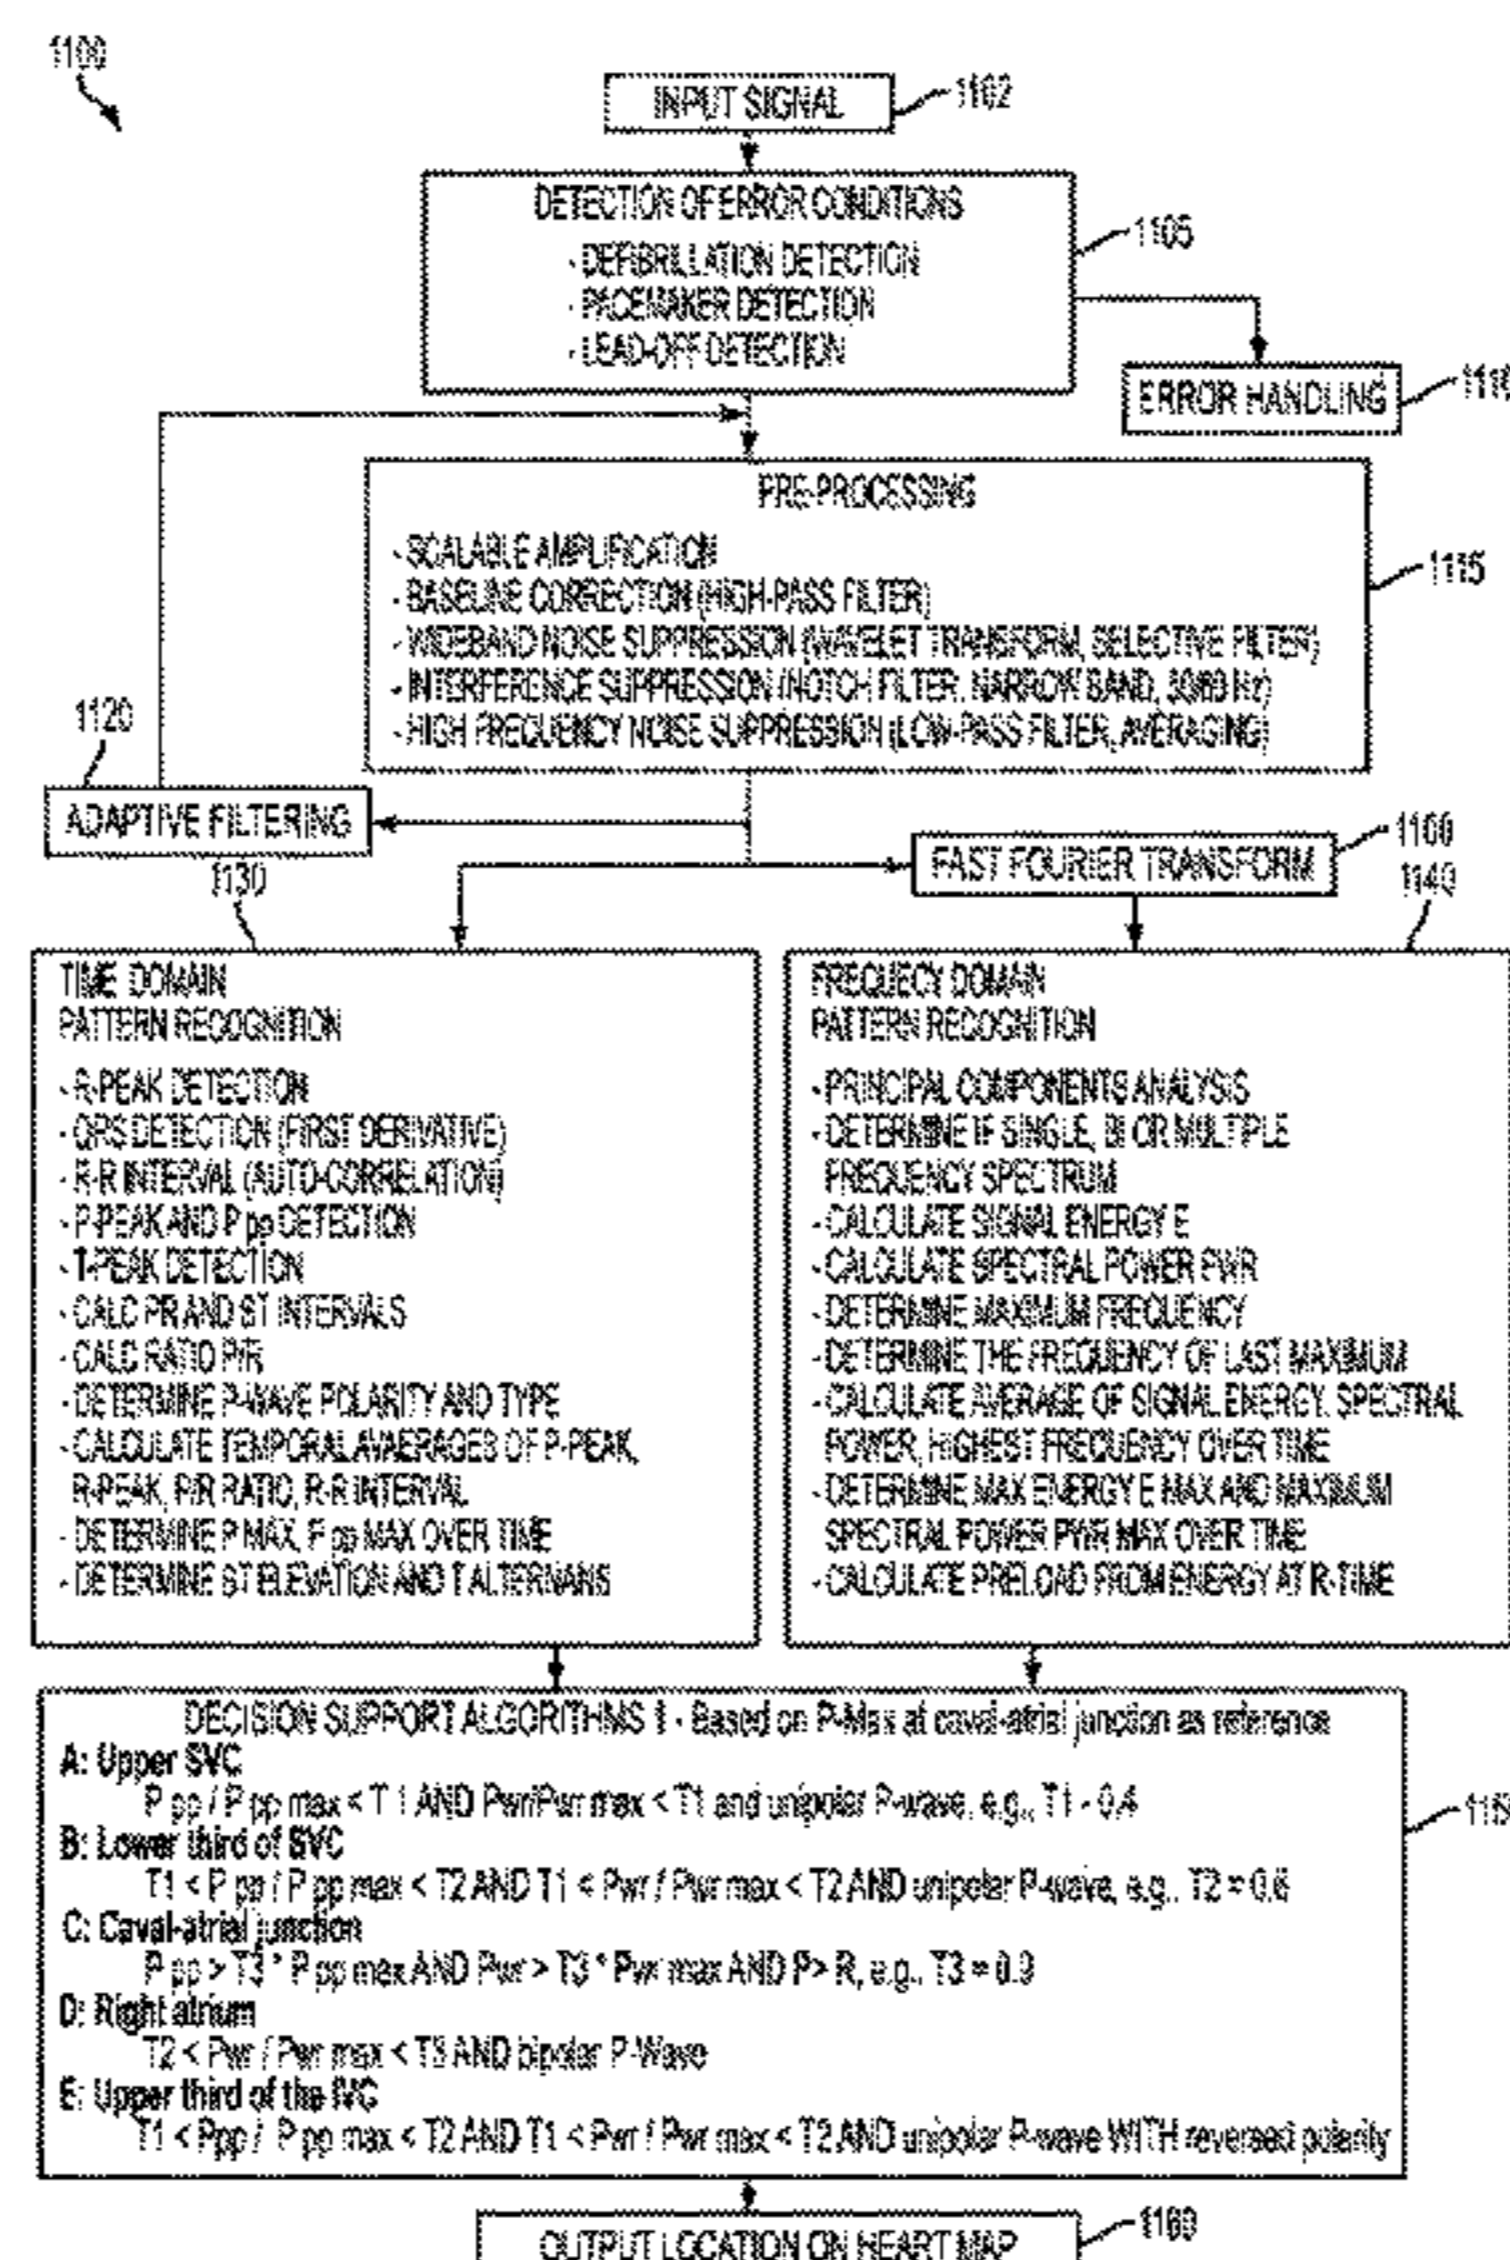 1100
INPUT SIGNAL
1102
DETECTION OF ERROR CONDITIONS
- DEFIBRILLATION DETECTION
- PACEMAKER DETECTION
- LEAD-OFF DETECTION
1105
ERROR HANDLING
PRE-PROCESSING
- SCALABLE AMPLIFICATION
- BASELINE CORRECTION (HIGH-PASS FILTER)
- WIDEBAND NOISE SUPPRESSION (WAVELET TRANSFORM, SELECTIVE FILTER)
- INTERFERENCE SUPPRESSION (NOTCH FILTER, NARROW BAND, 50/60 Hz)
- HIGH FREQUENCY NOISE SUPPRESSION (LOW-PASS FILTER, AVERAGING)
1115
1120
ADAPTIVE FILTERING
FAST FOURIER TRANSFORM
1100
1130
1140
TIME DOMAIN
PATTERN RECOGNITION
- R-PEAK DETECTION
- QRS DETECTION (FIRST DERIVATIVE)
- R-R INTERVAL (AUTO-CORRELATION)
- P-PEAK AND P pp DETECTION
- T-PEAK DETECTION
- CALC PR AND ST INTERVALS
- CALC RATIO P/R
- DETERMINE P-WAVE POLARITY AND TYPE
- CALCULATE TEMPORAL AVAERAGES OF P-PEAK,
R-PEAK, P/R RATIO, R-R INTERVAL
- DETERMINE P MAX, P pp MAX OVER TIME
- DETERMINE ST ELEVATION AND T ALTERNANS
FREQUECY DOMAIN
PATTERN RECOGNITION
- PRINCIPAL COMPONENTS ANALYSIS
- DETERMINE IF SINGLE, BI OR MULTIPLE
FREQUENCY SPECTRUM
- CALCULATE SIGNAL ENERGY E
- CALCULATE SPECTRAL POWER PWR
- DETERMINE MAXIMUM FREQUENCY
- DETERMINE THE FREQUENCY OF LAST MAXIMUM
- CALCULATE AVERAGE OF SIGNAL ENERGY, SPECTRAL
POWER, HIGHEST FREQUENCY OVER TIME
- DETERMINE MAX ENERGY E MAX AND MAXIMUM
SPECTRAL POWER PWR MAX OVER TIME
- CALCULATE PRELOAD FROM ENERGY AT R-TIME
DECISION SUPPORT ALGORITHMS 1 - Based on P-Max at caval-atrial junction as reference
A: Upper SVC
P pp / P pp max < T 1 AND Pwr/Pwr max < T1 and unipolar P-wave, e.g., T1 - 0.4
B: Lower third of SVC
T1 < P pp / P pp max < T2 AND T1 < Pwr / Pwr max < T2 AND unipolar P-wave, e.g., T2 = 0.6
C: Caval-atrial junction
P pp > T3 * P pp max AND Pwr > T3 * Pwr max AND P > R, e.g., T3 = 0.9
D: Right atrium
T2 < Pwr / Pwr max < T3 AND bipolar P-Wave
E: Upper third of the IVC
T1 < Ppp / P pp max < T2 AND T1 < Pwr / Pwr max < T2 AND unipolar P-wave WITH reversed polarity
OUTPUT LOCATION ON HEART MAP
1160